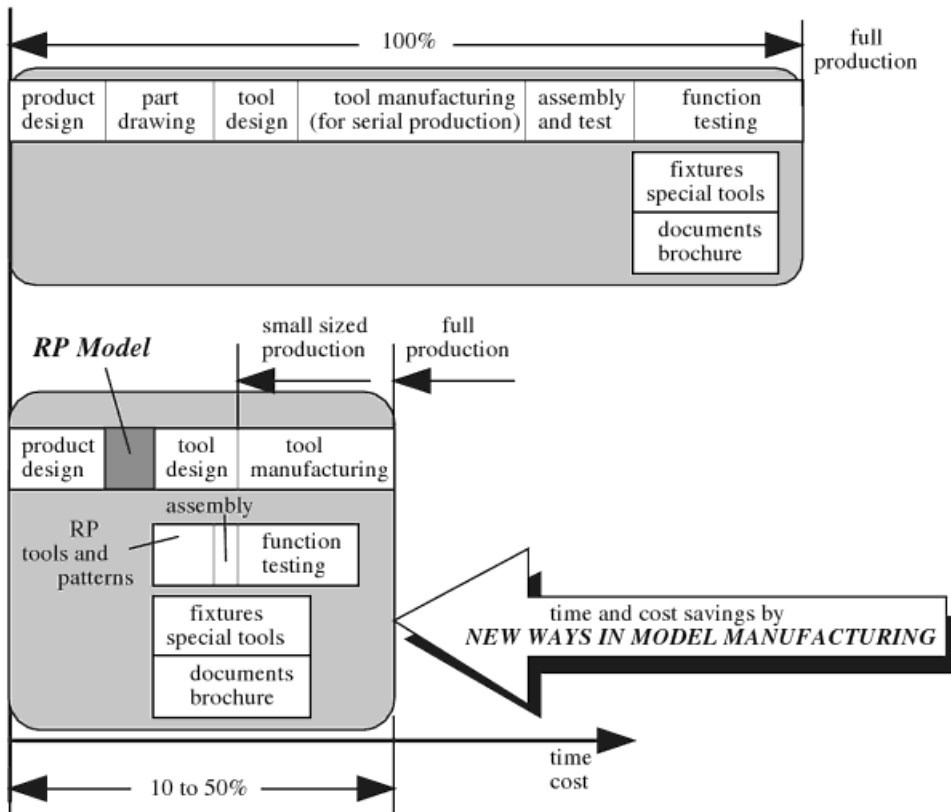 100%
full
production
product
design
part
drawing
tool
design
tool manufacturing
(for serial production)
assembly
and test
function
testing
fixtures
special tools
documents
brochure
RP Model
small sized
production
full
production
product
design
tool
design
tool
manufacturing
assembly
RP
tools and
patterns
function
testing
fixtures
special tools
documents
brochure
time and cost savings by
NEW WAYS IN MODEL MANUFACTURING
time
cost
10 to 50%